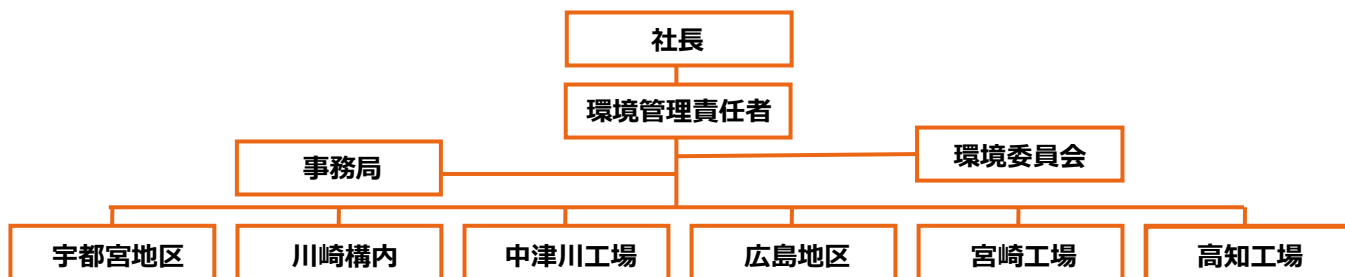 社長
環境管理責任者
環境委員会
事務局
宇都宮地区
川崎構内
中津川工場
広島地区
宮崎工場
高知工場